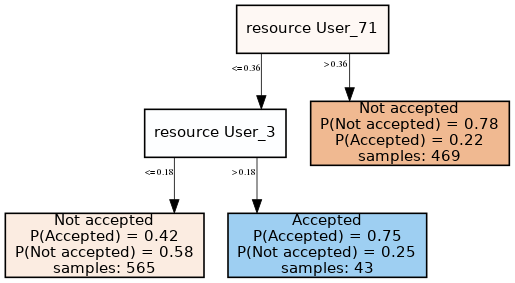 resource User_71
<=0.36
>0.36
Not accepted
P(Not accepted) = 0.78
P(Accepted) = 0.22
samples: 469
resource User_3
<=0.18
>0.18
Not accepted
P(Accepted) = 0.42
P(Not accepted) = 0.58
samples: 565
Accepted
P(Accepted) = 0.75
P(Not accepted) = 0.25
samples: 43